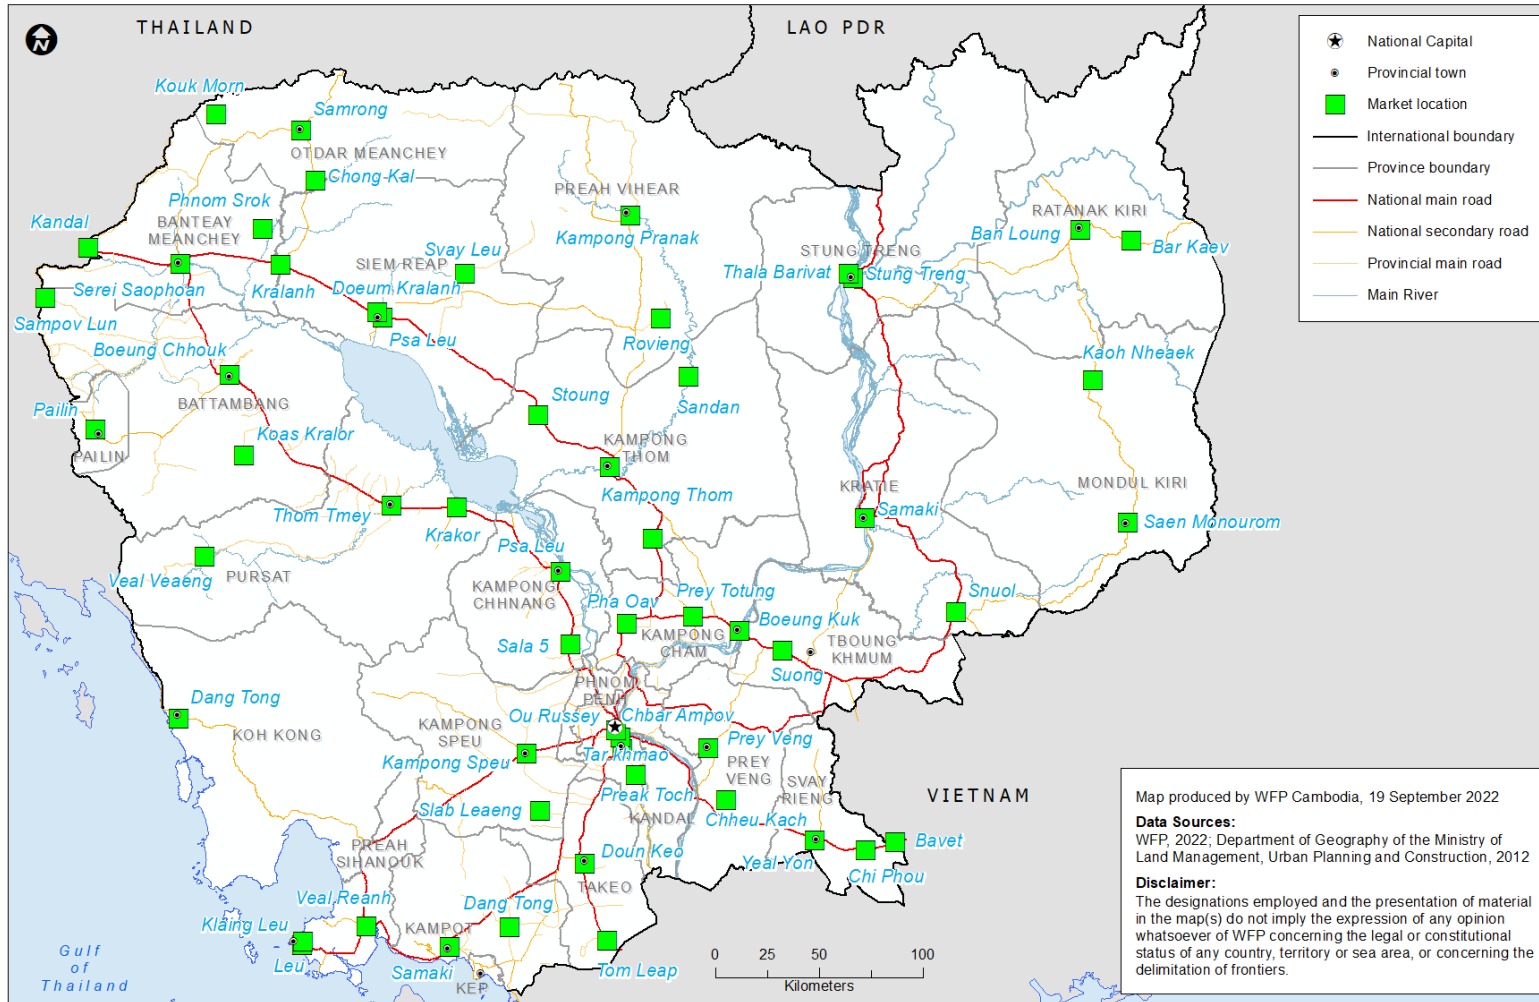 THAILAND
LAO PDR
N
National Capital
Provincial town
Market location
International boundary
Province boundary
National main road
National secondary road
Provincial main road
Main River
Kouk Morn
Samrong
OTDAR MEANCHEY
Chong Kal
Phnom Srok
BANTEAY
MEANCHEY
Kandal
Serei Saophoan
Kralanh
SIEM REAP
Svay Leu
Doeum Kralanh
Psa Leu
PREAH VIHEAR
Kampong Pranak
Rovieng
Sandan
STUNG TRENG
Thala Barivat
Stung Treng
RATANAK KIRI
Ban Loung
Bar Kaev
Kaoh Nheaek
MONDUL KIRI
Saen Monourom
Sampov Lun
Boeung Chhouk
BATTAMBANG
Pailin
PAILIN
Koas Kralor
Stoung
KAMPONG
THOM
Kampong Thom
Thom Tmey
Krakor
KRATIE
Samaki
Snuol
Veal Veaeng
PURSAT
Psa Leu
KAMPONG
CHHNANG
Sala 5
Pha Oav
Prey Totung
Boeung Kuk
KAMPONG
CHAM
TBOUNG
KHMUM
Suong
PHNOM
PENH
Ou Russey
Chbar Ampov
Tar khmao
Dang Tong
KOH KONG
KAMPONG
SPEU
Kampong Speu
Slab Leaeng
Preak Toch
KANDAL
Prey Veng
PREY
VENG
SVAY
RIENG
Chheu Kach
Yeal Yon
Chi Phou
Bavet
VIETNAM
PREAH
SIHANOUK
Doun Keo
TAKEO
Veal Reanh
Klaing Leu
Leu
KAMPOT
Dang Tong
Samaki
KEP
Tom Leap
Gulf
of
Thailand
0 25 50 100
Kilometers
Map produced by WFP Cambodia, 19 September 2022
Data Sources:
WFP, 2022; Department of Geography of the Ministry of
Land Management, Urban Planning and Construction, 2012
Disclaimer:
The designations employed and the presentation of material
in the map(s) do not imply the expression of any opinion
whatsoever of WFP concerning the legal or constitutional
status of any country, territory or sea area, or concerning the
delimitation of frontiers.